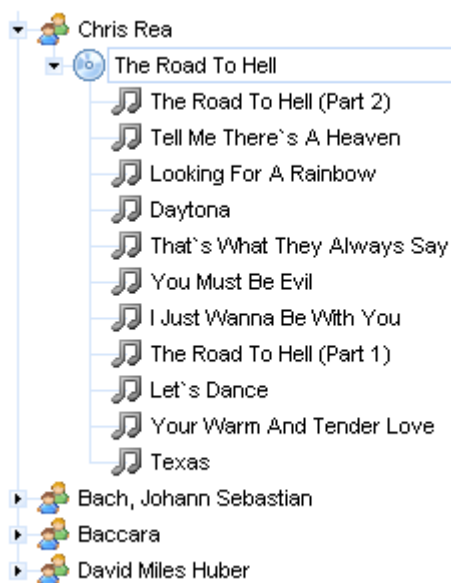 Chris Rea
The Road To Hell
The Road To Hell (Part 2)
Tell Me There`s A Heaven
Looking For A Rainbow
Daytona
That`s What They Always Say
You Must Be Evil
I Just Wanna Be With You
The Road To Hell (Part 1)
Let`s Dance
Your Warm And Tender Love
Texas
Bach, Johann Sebastian
Baccara
David Miles Huber